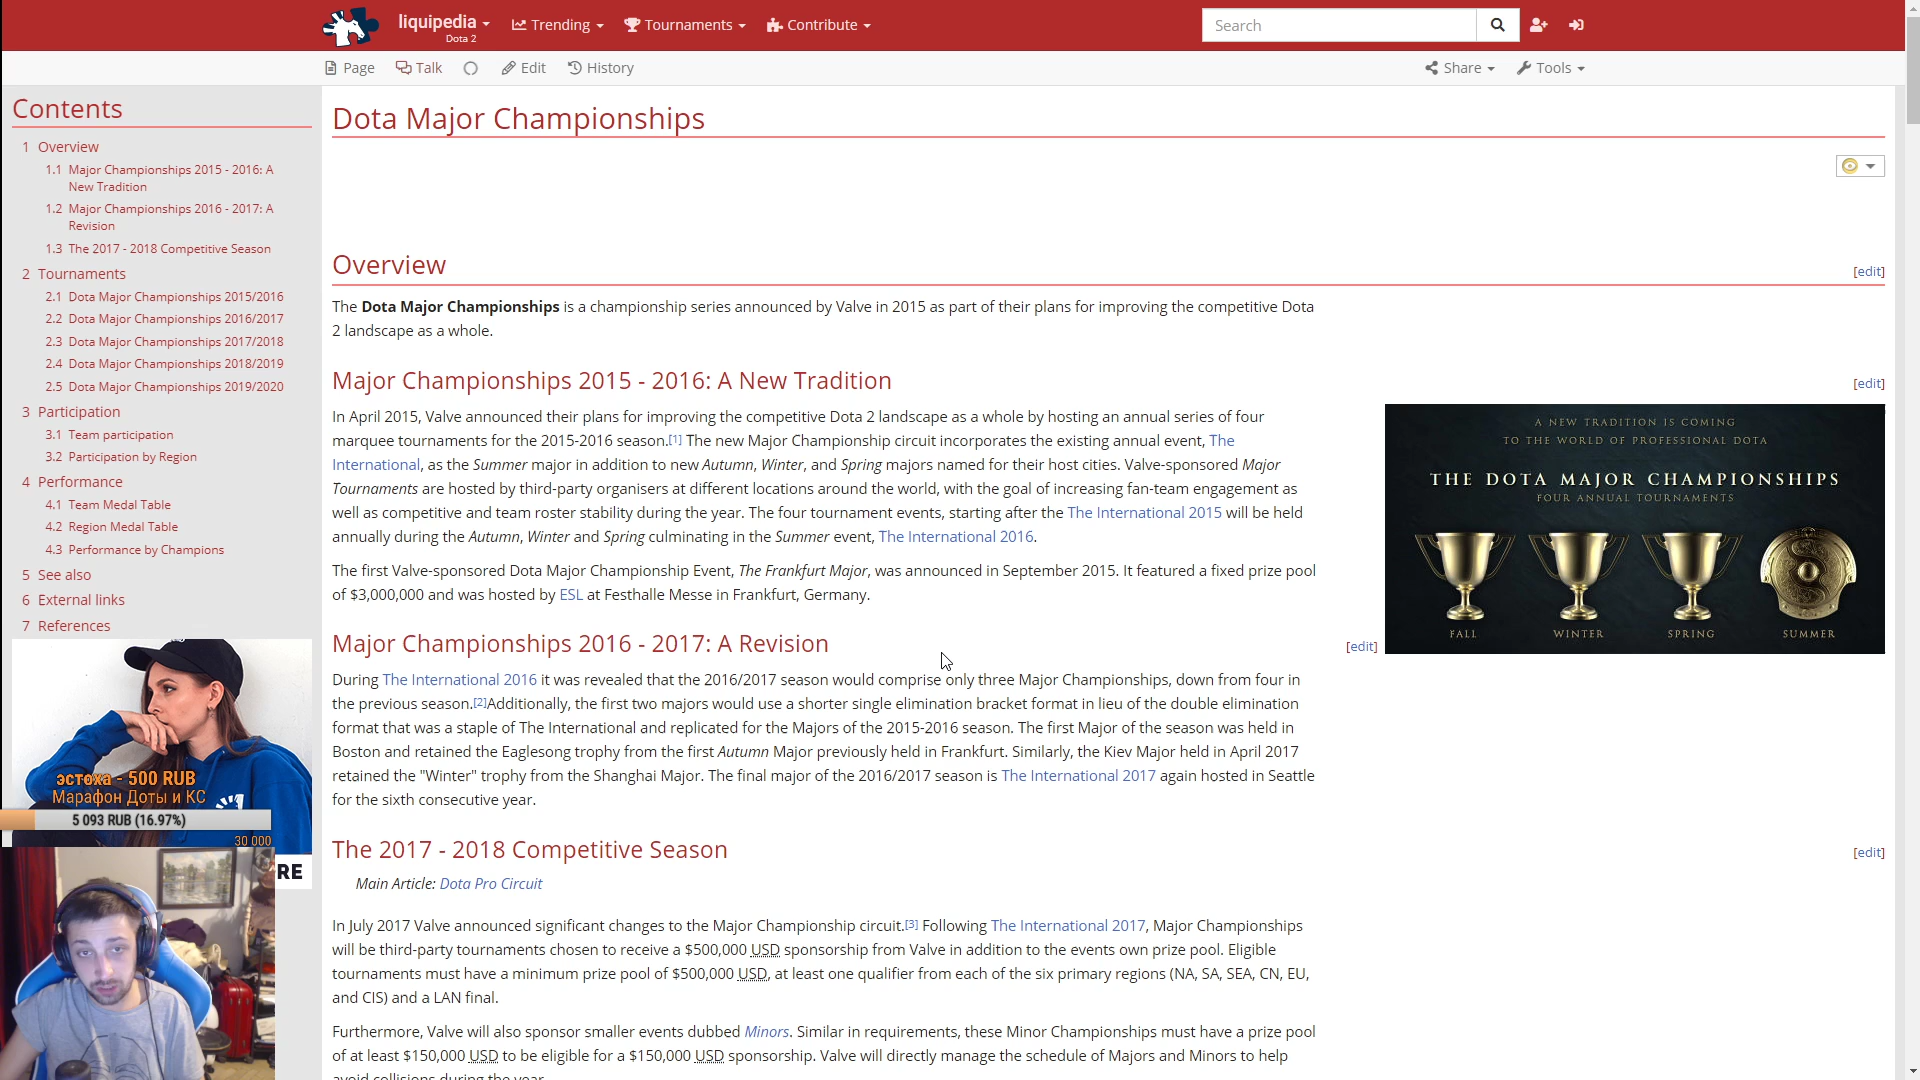 liquipedia
Dota 2
Trending
Tournaments
Contribute
Search
Page
Talk
Edit
History
Share
Tools
Contents
1 Overview
1.1 Major Championships 2015 - 2016: A
New Tradition
1.2 Major Championships 2016 - 2017: A
Revision
1.3 The 2017 - 2018 Competitive Season
2 Tournaments
2.1 Dota Major Championships 2015/2016
2.2 Dota Major Championships 2016/2017
2.3 Dota Major Championships 2017/2018
2.4 Dota Major Championships 2018/2019
2.5 Dota Major Championships 2019/2020
3 Participation
3.1 Team participation
3.2 Participation by Region
4 Performance
4.1 Team Medal Table
4.2 Region Medal Table
4.3 Performance by Champions
5 See also
6 External links
7 References
эстоха - 500 RUB
Марафон Доты и КС
5 093 RUB (16.97%)
30 000
RE
Dota Major Championships
Overview
[edit]
The Dota Major Championships is a championship series announced by Valve in 2015 as part of their plans for improving the competitive Dota
2 landscape as a whole.
Major Championships 2015 - 2016: A New Tradition
[edit]
In April 2015, Valve announced their plans for improving the competitive Dota 2 landscape as a whole by hosting an annual series of four
marquee tournaments for the 2015-2016 season.[1] The new Major Championship circuit incorporates the existing annual event, The
International, as the Summer major in addition to new Autumn, Winter, and Spring majors named for their host cities. Valve-sponsored Major
Tournaments are hosted by third-party organisers at different locations around the world, with the goal of increasing fan-team engagement as
well as competitive and team roster stability during the year. The four tournament events, starting after the The International 2015 will be held
annually during the Autumn, Winter and Spring culminating in the Summer event, The International 2016.
The first Valve-sponsored Dota Major Championship Event, The Frankfurt Major, was announced in September 2015. It featured a fixed prize pool
of $3,000,000 and was hosted by ESL at Festhalle Messe in Frankfurt, Germany.
A NEW TRADITION IS COMING
TO THE WORLD OF PROFESSIONAL DOTA
THE DOTA MAJOR CHAMPIONSHIPS
FOUR ANNUAL TOURNAMENTS
FALL
WINTER
SPRING
SUMMER
Major Championships 2016 - 2017: A Revision
[edit]
During The International 2016 it was revealed that the 2016/2017 season would comprise only three Major Championships, down from four in
the previous season.[2]Additionally, the first two majors would use a shorter single elimination bracket format in lieu of the double elimination
format that was a staple of The International and replicated for the Majors of the 2015-2016 season. The first Major of the season was held in
Boston and retained the Eaglesong trophy from the first Autumn Major previously held in Frankfurt. Similarly, the Kiev Major held in April 2017
retained the "Winter" trophy from the Shanghai Major. The final major of the 2016/2017 season is The International 2017 again hosted in Seattle
for the sixth consecutive year.
The 2017 - 2018 Competitive Season
[edit]
Main Article: Dota Pro Circuit
In July 2017 Valve announced significant changes to the Major Championship circuit.[3] Following The International 2017, Major Championships
will be third-party tournaments chosen to receive a $500,000 USD sponsorship from Valve in addition to the events own prize pool. Eligible
tournaments must have a minimum prize pool of $500,000 USD, at least one qualifier from each of the six primary regions (NA, SA, SEA, CN, EU,
and CIS) and a LAN final.
Furthermore, Valve will also sponsor smaller events dubbed Minors. Similar in requirements, these Minor Championships must have a prize pool
of at least $150,000 USD to be eligible for a $150,000 USD sponsorship. Valve will directly manage the schedule of Majors and Minors to help
avoid collisions during the year.